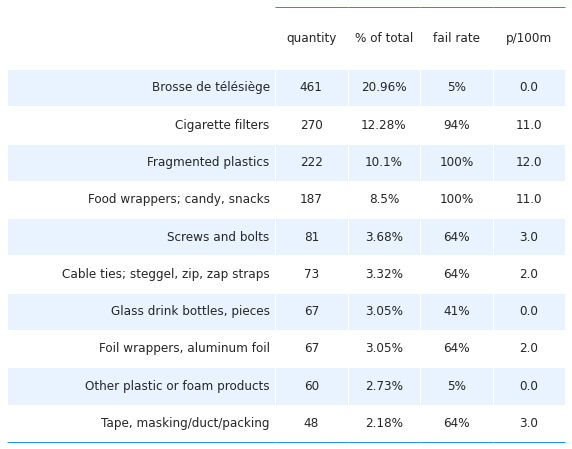 quantity % of total fail rate p/100m
Brosse de télésiège 461 20.96% 5% 0.0
Cigarette filters 270 12.28% 94% 11.0
Fragmented plastics 222 10.1% 100% 12.0
Food wrappers; candy, snacks 187 8.5% 100% 11.0
Screws and bolts 81 3.68% 64% 3.0
Cable ties; steggel, zip, zap straps 73 3.32% 64% 2.0
Glass drink bottles, pieces 67 3.05% 41% 0.0
Foil wrappers, aluminum foil 67 3.05% 64% 2.0
Other plastic or foam products 60 2.73% 5% 0.0
Tape, masking/duct/packing 48 2.18% 64% 3.0